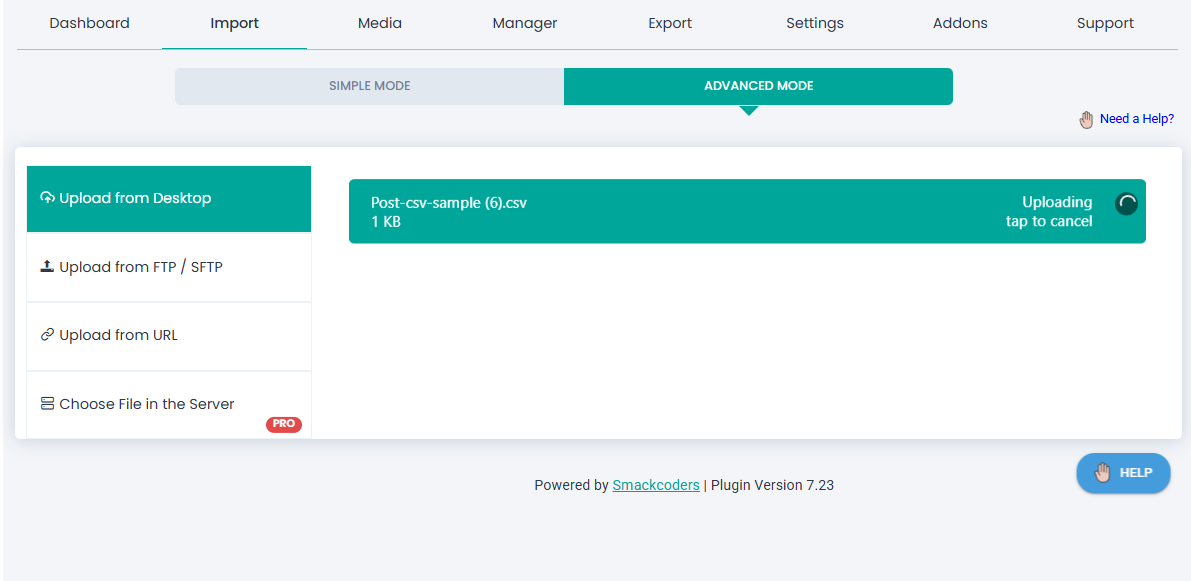 Dashboard Import Media Manager Export Settings Addons Support
SIMPLE MODE ADVANCED MODE
Need a Help?
Upload from Desktop
Post-csv-sample (6).csv Uploading
1 KB tap to cancel
Upload from FTP / SFTP
Upload from URL
Choose File in the Server
PRO
HELP
Powered by Smackcoders | Plugin Version 7.23